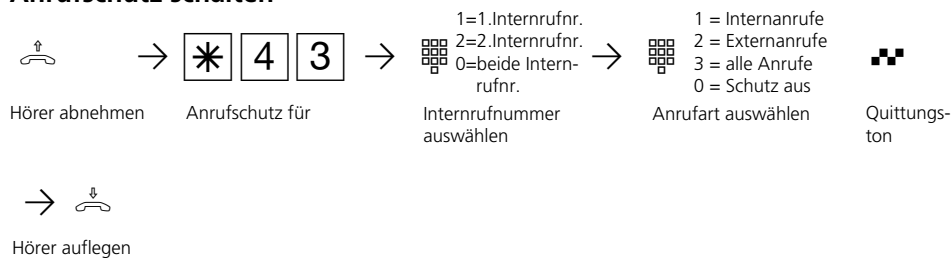 Anrufschutz schalten
1=1.Internrufnr.
2=2.Internrufnr.
0=beide Intern-
rufnr.
1 = Internanrufe
2 = Externanrufe
3 = alle Anrufe
0 = Schutz aus
* 4 3
Hörer abnehmen
Anrufschutz für
Internrufnummer
auswählen
Anrufart auswählen
Quittungs-
ton
Hörer auflegen